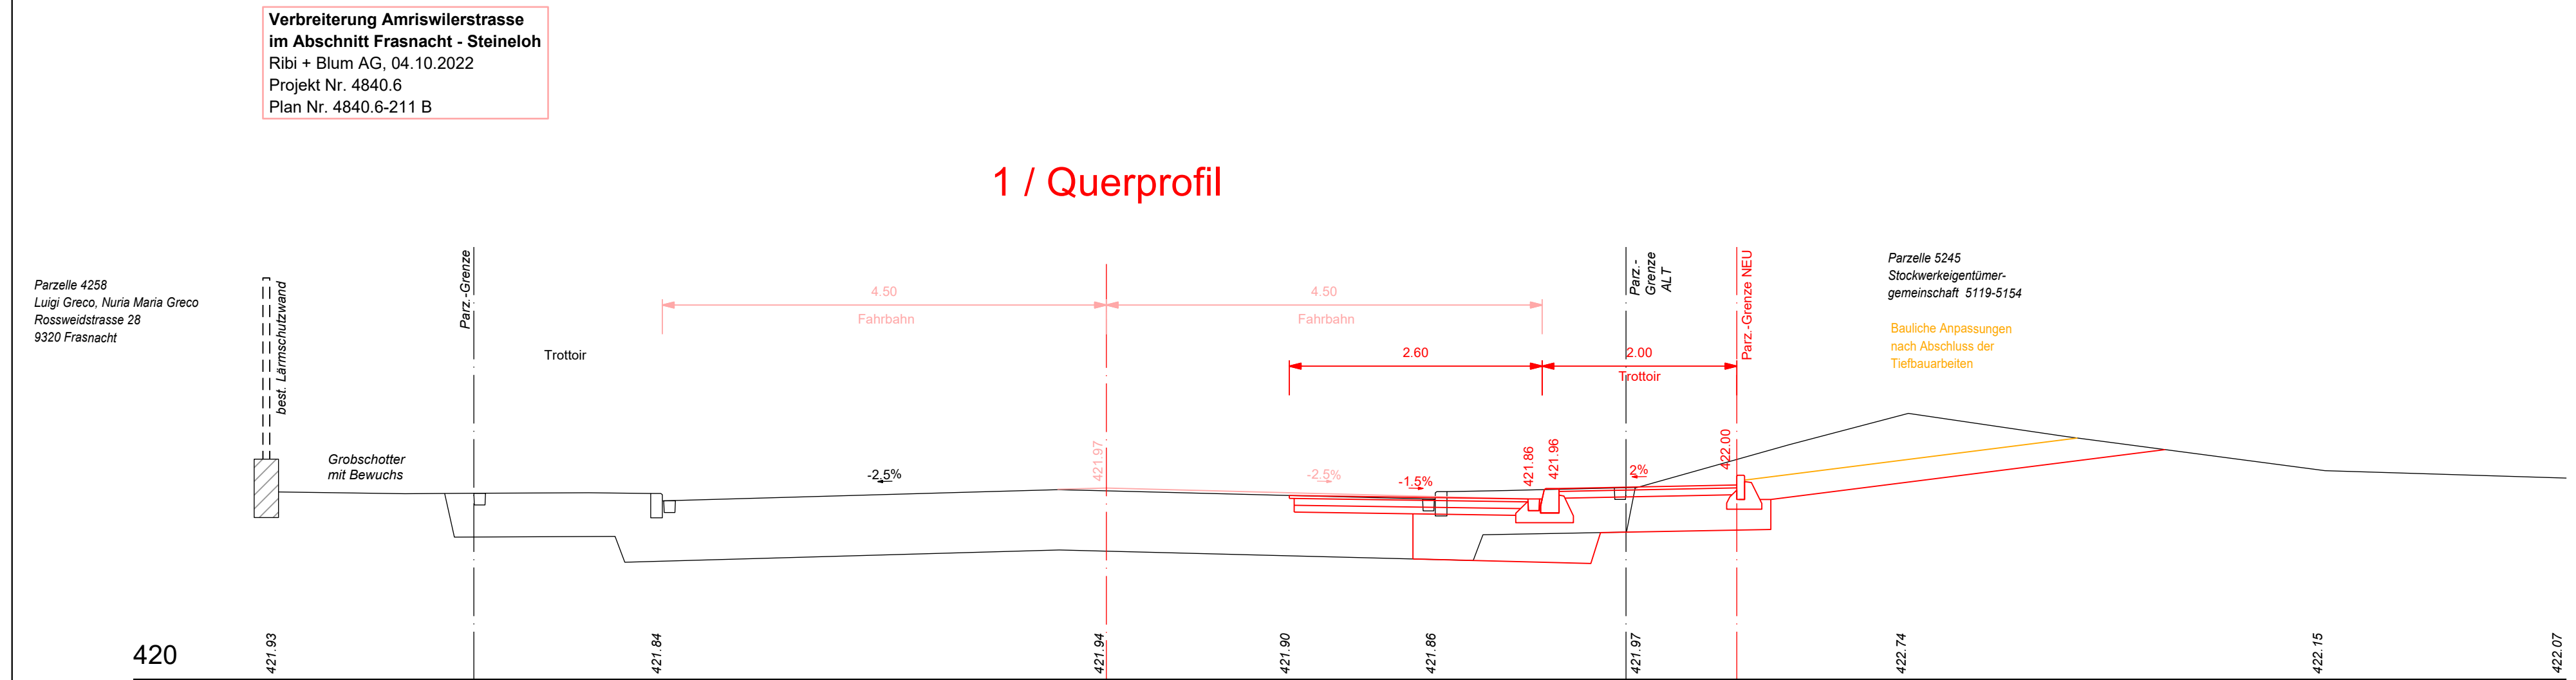 Verbreiterung Amriswilerstrasse
im Abschnitt Frasnacht - Steineloh
Ribi + Blum AG, 04.10.2022
Projekt Nr. 4840.6
Plan Nr. 4840.6-211 B
1 / Querprofil
Parzelle 4258
Luigi Greco, Nuria Maria Greco
Rossweidstrasse 28
9320 Frasnacht
best. Lärmschutzwand
Parz.-Grenze
Trottoir
Grobschotter
mit Bewuchs
4.50
Fahrbahn
4.50
Fahrbahn
2.60
2.00
Trottoir
Parz.-
Grenze
ALT
Parz.-Grenze NEU
Parzelle 5245
Stockwerkeigentümer-
gemeinschaft 5119-5154
Bauliche Anpassungen
nach Abschluss der
Tiefbauarbeiten
-2.5%
421.97
-2.5%
-1.5%
421.86
421.96
2%
422.00
420
421.93
421.84
421.94
421.90
421.86
421.97
422.74
422.15
422.07